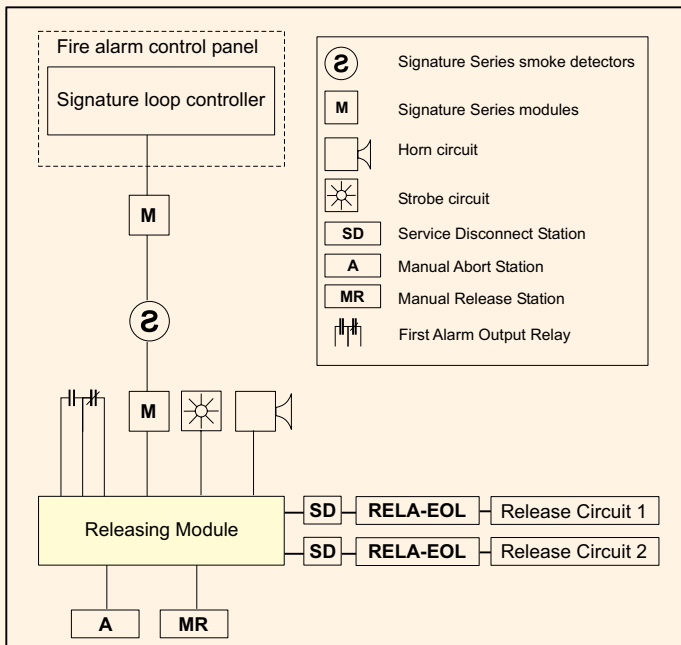 Fire alarm control panel
Signature loop controller
M
S
M
Releasing Module
SD
RELA-EOL
Release Circuit 1
SD
RELA-EOL
Release Circuit 2
A
MR
S
Signature Series smoke detectors
M
Signature Series modules
Horn circuit
Strobe circuit
SD
Service Disconnect Station
A
Manual Abort Station
MR
Manual Release Station
First Alarm Output Relay